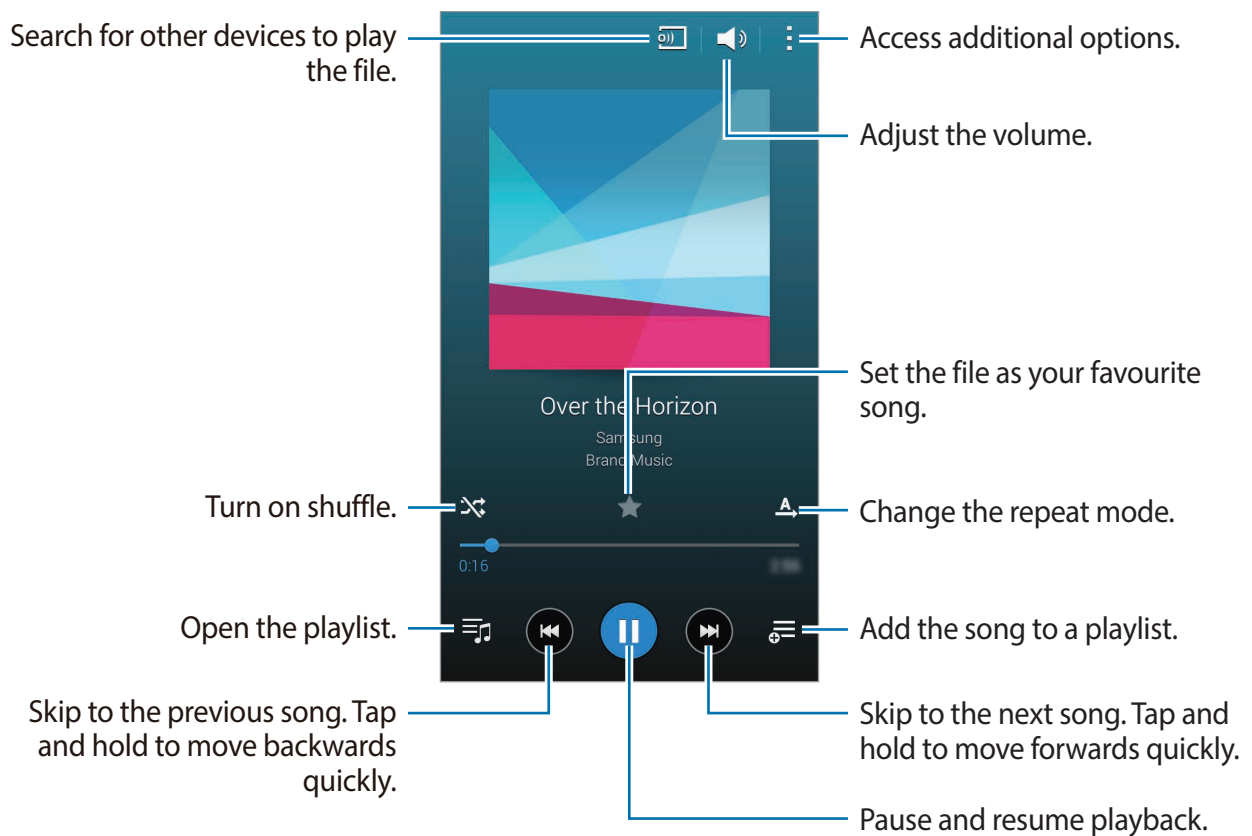 Search for other devices to play
the file.
Access additional options.
Adjust the volume.
Set the file as your favourite
song.
Over the Horizon
Samsung
Brand Music
Turn on shuffle.
A
Change the repeat mode.
0:16
Open the playlist.
Add the song to a playlist.
Skip to the previous song. Tap
and hold to move backwards
quickly.
Skip to the next song. Tap and
hold to move forwards quickly.
Pause and resume playback.